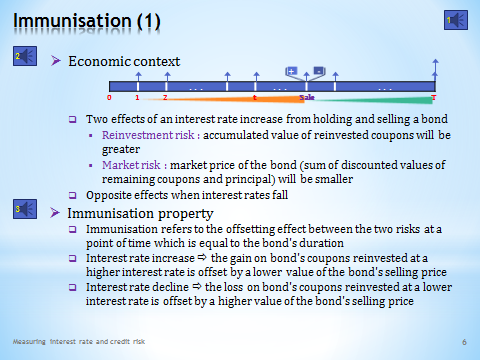 Immunisation (1)
1
2
Economic context
+ -
... ... ...
0 1 2 t Sale T
Two effects of an interest rate increase from holding and selling a bond
Reinvestment risk : accumulated value of reinvested coupons will be
greater
Market risk : market price of the bond (sum of discounted values of
remaining coupons and principal) will be smaller
Opposite effects when interest rates fall
3
Immunisation property
Immunisation refers to the offsetting effect between the two risks at a
point of time which is equal to the bond's duration
Interest rate increase ⇨ the gain on bond's coupons reinvested at a
higher interest rate is offset by a lower value of the bond's selling price
Interest rate decline ⇨ the loss on bond's coupons reinvested at a lower
interest rate is offset by a higher value of the bond's selling price
Measuring interest rate and credit risk
6